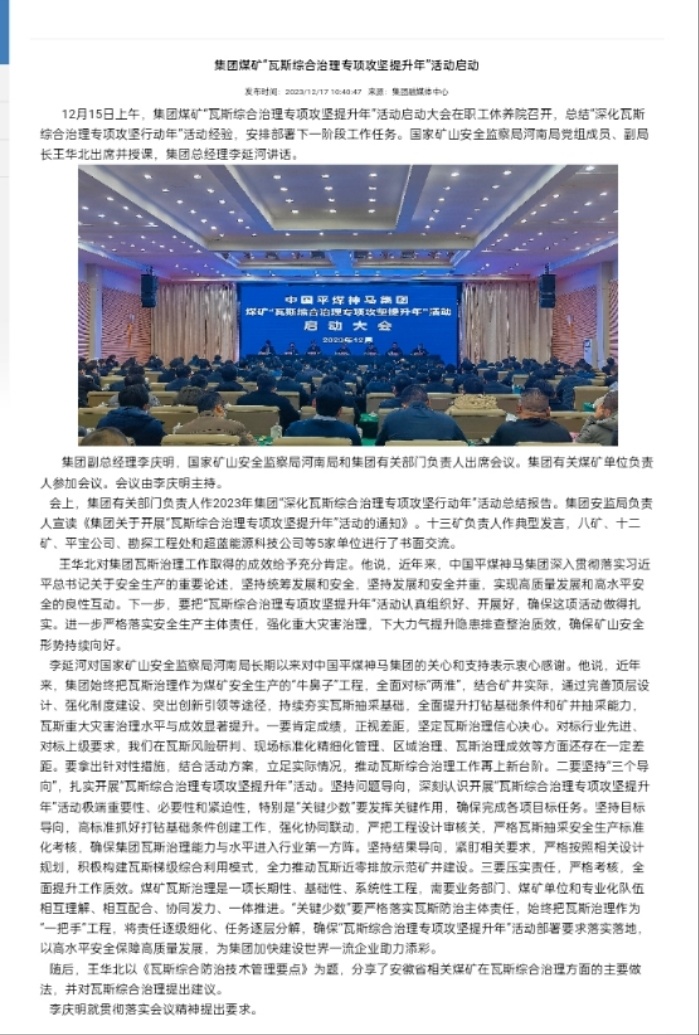 集团煤矿“瓦斯综合治理专项攻坚提升年”活动启动
发布时间：2023/12/17 10:40:47 来源：集团融媒体中心
12月15日上午，集团煤矿“瓦斯综合治理专项攻坚提升年”活动启动大会在职工休养院召开，总结“深化瓦斯
综合治理专项攻坚行动年”活动经验，安排部署下一阶段工作任务。国家矿山安全监察局河南局党组成员、副局
长王华北出席并授课，集团总经理李延河讲话。
中国平煤神马集团
煤矿“瓦斯综合治理专项攻坚提升年”活动
启动大会
2023年12月
集团副总经理李庆明，国家矿山安全监察局河南局和集团有关部门负责人出席会议。集团有关煤矿单位负责
人参加会议。会议由李庆明主持。
会上，集团有关部门负责人作2023年集团“深化瓦斯综合治理专项攻坚行动年”活动总结报告。集团安监局负责
人宣读《集团关于开展“瓦斯综合治理专项攻坚提升年”活动的通知》。十三矿负责人作典型发言，八矿、十二
矿、平宝公司、勘探工程处和超蓝能源科技公司等5家单位进行了书面交流。
王华北对集团瓦斯治理工作取得的成效给予充分肯定。他说，近年来，中国平煤神马集团深入贯彻落实习近
平总书记关于安全生产的重要论述，坚持统筹发展和安全，坚持发展和安全并重，实现高质量发展和高水平安
全的良性互动。下一步，要把“瓦斯综合治理专项攻坚提升年”活动认真组织好、开展好，确保这项活动做得扎
实。进一步严格落实安全生产主体责任，强化重大灾害治理，下大力气提升隐患排查整治质效，确保矿山安全
形势持续向好。
李延河对国家矿山安全监察局河南局长期以来对中国平煤神马集团的关心和支持表示衷心感谢。他说，近年
来，集团始终把瓦斯治理作为煤矿安全生产的“牛鼻子”工程，全面对标“两淮”，结合矿井实际，通过完善顶层设
计、强化制度建设、突出创新引领等途径，持续夯实瓦斯抽采基础，全面提升打钻基础条件和矿井抽采能力，
瓦斯重大灾害治理水平与成效显著提升。一要肯定成绩，正视差距，坚定瓦斯治理信心决心。对标行业先进、
对标上级要求，我们在瓦斯风险研判、现场标准化精细化管理、区域治理、瓦斯治理成效等方面还存在一定差
距。要拿出针对性措施，结合活动方案，立足实际情况，推动瓦斯综合治理工作再上新台阶。二要坚持“三个导
向”，扎实开展“瓦斯综合治理专项攻坚提升年”活动。坚持问题导向，深刻认识开展“瓦斯综合治理专项攻坚提升
年”活动极端重要性、必要性和紧迫性，特别是“关键少数”要发挥关键作用，确保完成各项目标任务。坚持目标
导向，高标准抓好打钻基础条件创建工作，强化协同联动，严把工程设计审核关，严格瓦斯抽采安全生产标准
化考核，确保集团瓦斯治理能力与水平进入行业第一方阵。坚持结果导向，紧盯相关要求，严格按照相关设计
规划，积极构建瓦斯梯级综合利用模式，全力推动瓦斯近零排放示范矿井建设。三要压实责任，严格考核，全
面提升工作质效。煤矿瓦斯治理是一项长期性、基础性、系统性工程，需要业务部门、煤矿单位和专业化队伍
相互理解、相互配合、协同发力、一体推进。“关键少数”要严格落实瓦斯防治主体责任，始终把瓦斯治理作为
“一把手”工程，将责任逐级细化、任务逐层分解，确保“瓦斯综合治理专项攻坚提升年”活动部署要求落实落地，
以高水平安全保障高质量发展，为集团加快建设世界一流企业助力添彩。
随后，王华北以《瓦斯综合防治技术管理要点》为题，分享了安徽省相关煤矿在瓦斯综合治理方面的主要做
法，并对瓦斯综合治理提出建议。
李庆明就贯彻落实会议精神提出要求。